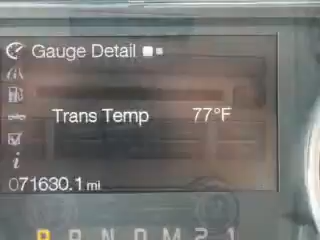 Gauge Detail
Trans Temp 77°F
i
071630.1 mi
P R N D M 2 1